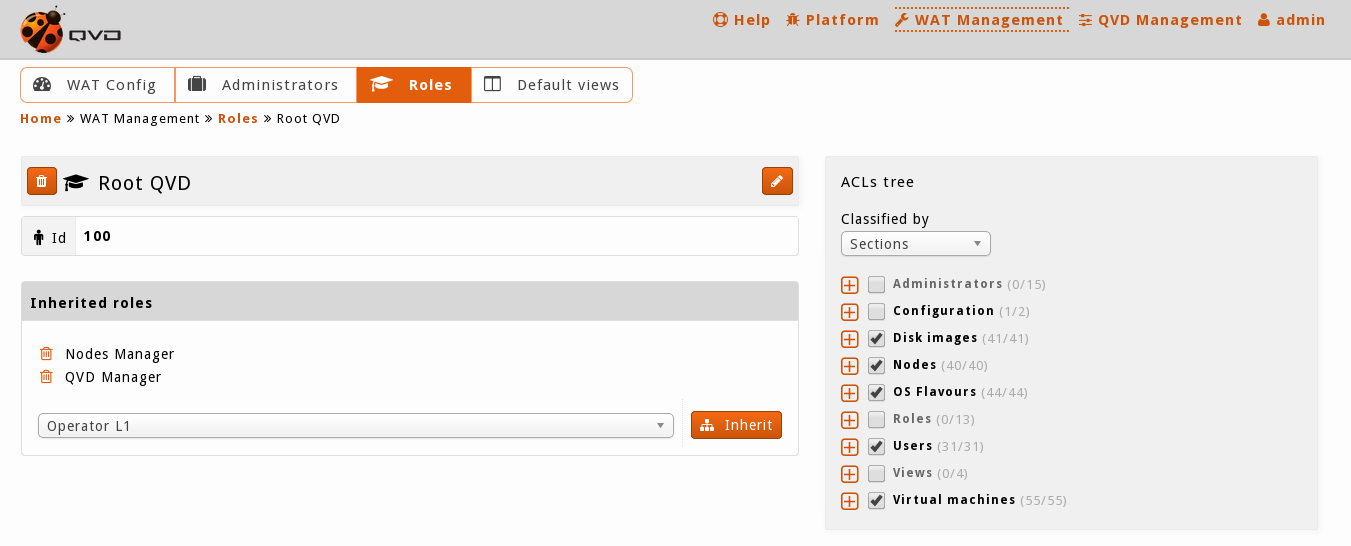 QVD
Help Platform WAT Management QVD Management admin
WAT Config Administrators Roles Default views
Home » WAT Management » Roles » Root QVD
Root QVD
Id 100
Inherited roles
Nodes Manager
QVD Manager
Operator L1 Inherit
ACLs tree
Classified by
Sections
Administrators (0/15)
Configuration (1/2)
Disk images (41/41)
Nodes (40/40)
OS Flavours (44/44)
Roles (0/13)
Users (31/31)
Views (0/4)
Virtual machines (55/55)